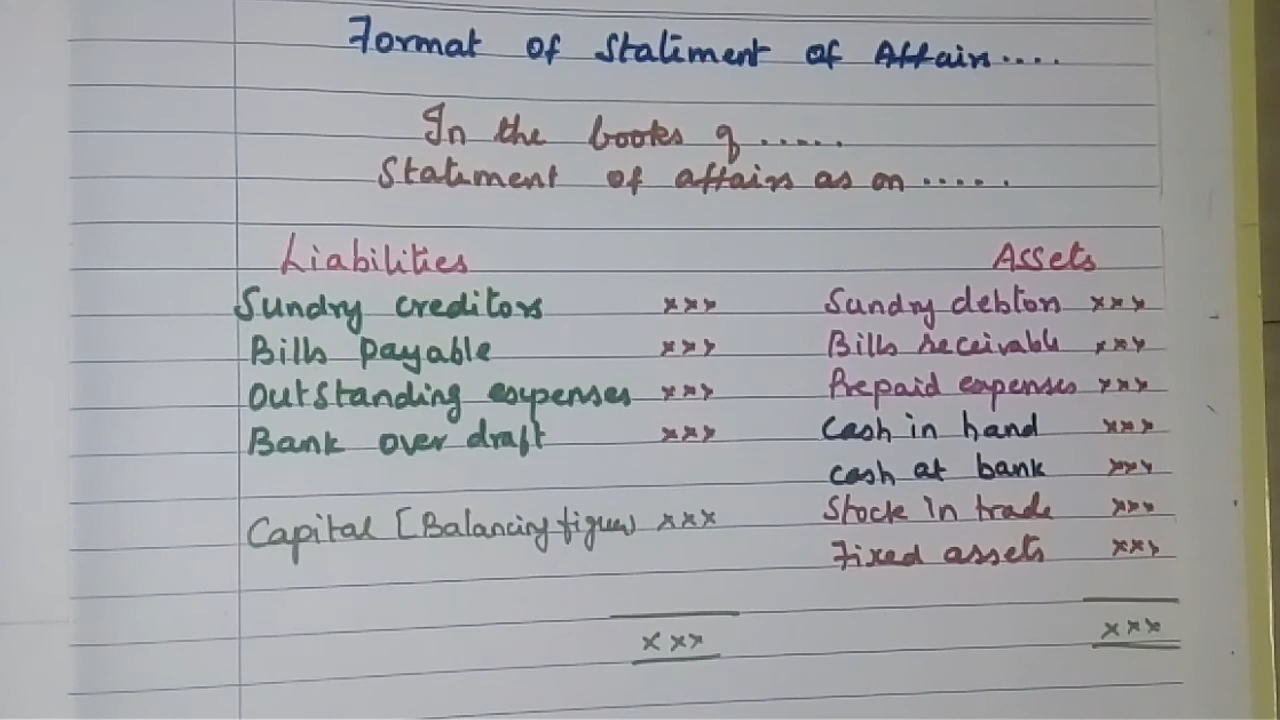 Format of Statement of Affairs....
In the books of .....
Statement of affairs as on .....
Liabilities Assets
Sundry creditors xxx Sundry debtors xxx
Bills payable xxx Bills receivable xxx
Outstanding expenses xxx Prepaid expenses xxx
Bank over draft xxx Cash in hand xxx
Cash at bank xxx
Capital [Balancing figure) xxx Stock in trade xxx
Fixed assets xxx
xxx xxx